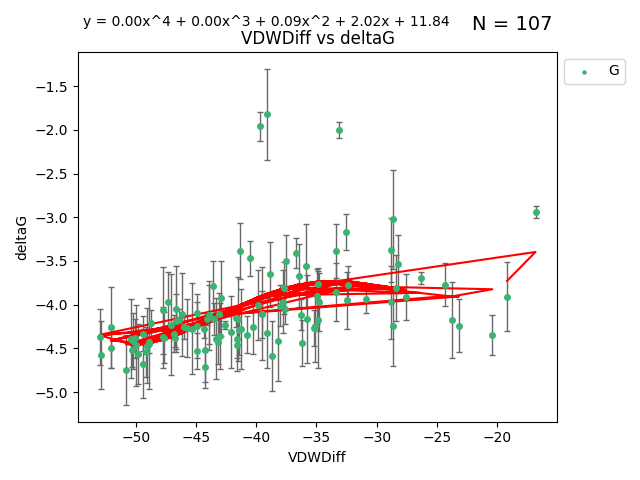 y = 0.00x^4 + 0.00x^3 + 0.09x^2 + 2.02x + 11.84 N = 107
VDWDiff vs deltaG
G
−1.5
−2.0
−2.5
−3.0
−3.5
−4.0
−4.5
−5.0
deltaG
−50 −45 −40 −35 −30 −25 −20
VDWDiff